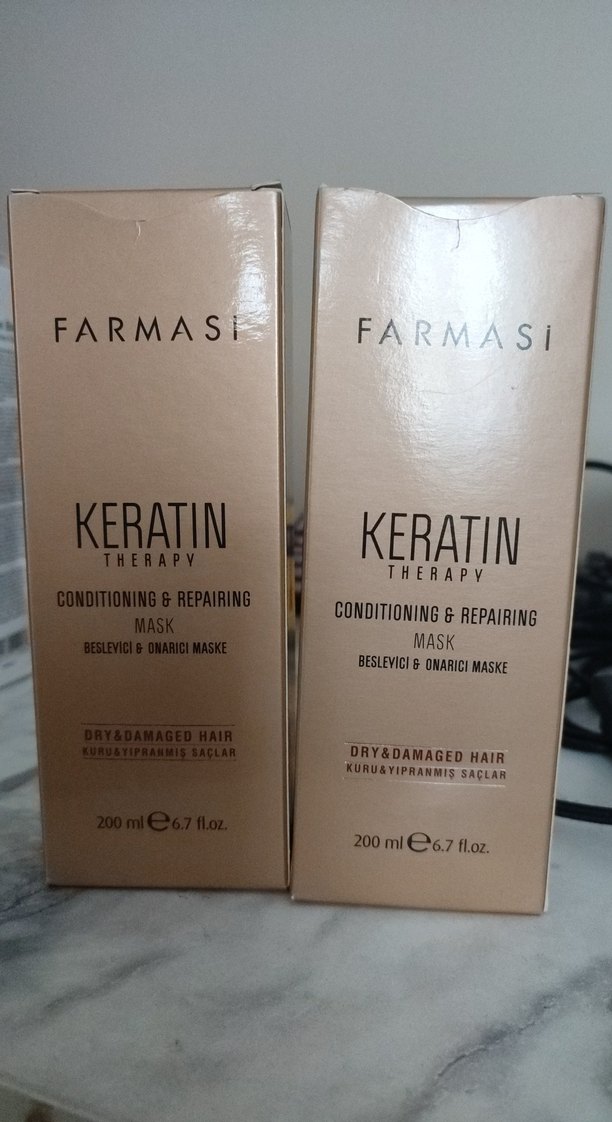 FARMASi
KERATIN
THERAPY
CONDITIONING & REPAIRING
MASK
BESLEYİCİ & ONARICI MASKE
DRY&DAMAGED HAIR
KURU&YIPRANMIŞ SAÇLAR
200 ml e 6.7 fl.oz.
FARMASi
KERATIN
THERAPY
CONDITIONING & REPAIRING
MASK
BESLEYİCİ & ONARICI MASKE
DRY&DAMAGED HAIR
KURU&YIPRANMIŞ SAÇLAR
200 ml e 6.7 fl.oz.